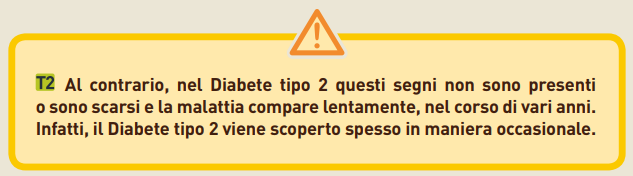 T2 Al contrario, nel Diabete tipo 2 questi segni non sono presenti
o sono scarsi e la malattia compare lentamente, nel corso di vari anni.
Infatti, il Diabete tipo 2 viene scoperto spesso in maniera occasionale.